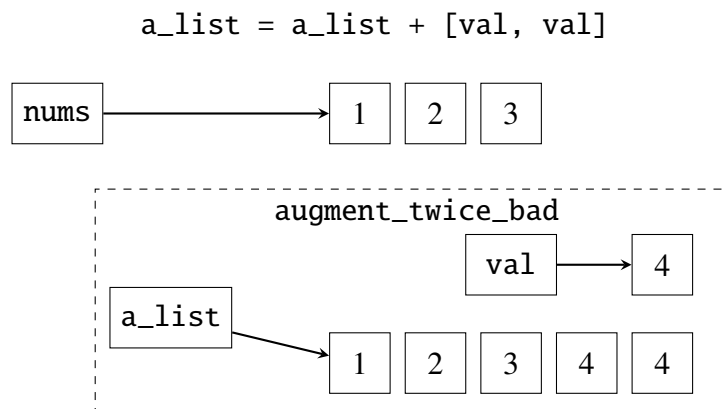 a_list = a_list + [val, val]
nums 1 2 3
augment_twice_bad
val 4
a_list
1 2 3 4 4